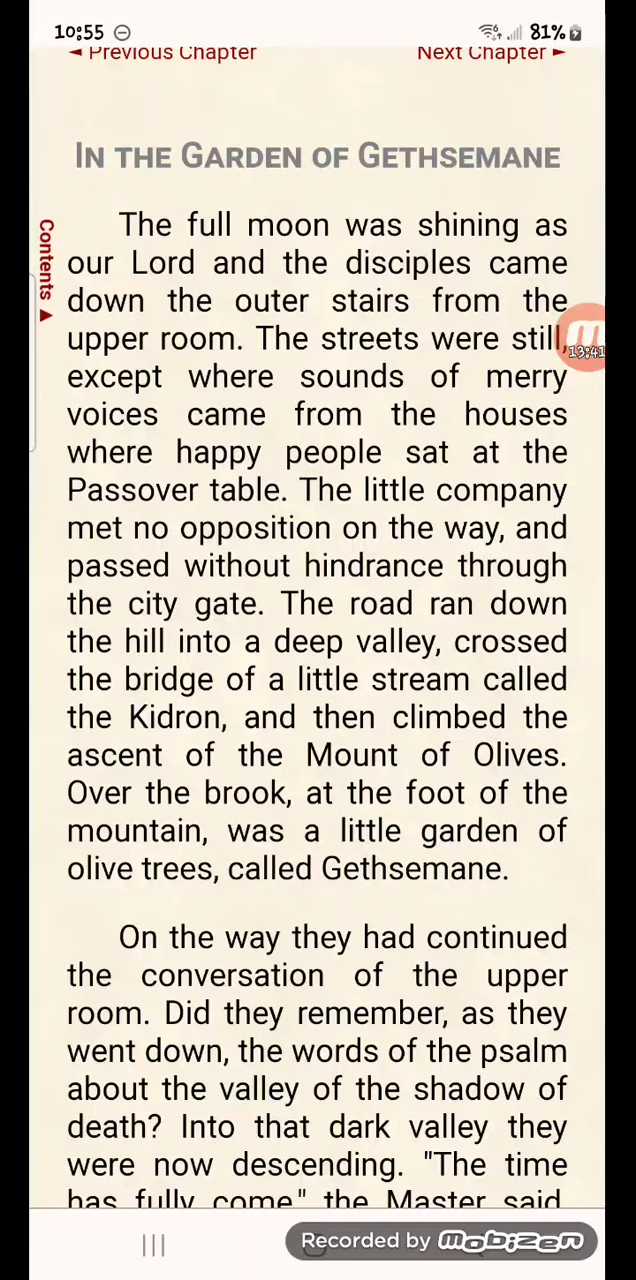 10:55
81%
◄ Previous Chapter
Next Chapter ►
IN THE GARDEN OF GETHSEMANE
Contents ▲
The full moon was shining as
our Lord and the disciples came
down the outer stairs from the
upper room. The streets were still,
13:41
except where sounds of merry
voices came from the houses
where happy people sat at the
Passover table. The little company
met no opposition on the way, and
passed without hindrance through
the city gate. The road ran down
the hill into a deep valley, crossed
the bridge of a little stream called
the Kidron, and then climbed the
ascent of the Mount of Olives.
Over the brook, at the foot of the
mountain, was a little garden of
olive trees, called Gethsemane.
On the way they had continued
the conversation of the upper
room. Did they remember, as they
went down, the words of the psalm
about the valley of the shadow of
death? Into that dark valley they
were now descending. "The time
has fully come," the Master said,
Recorded by mobizen